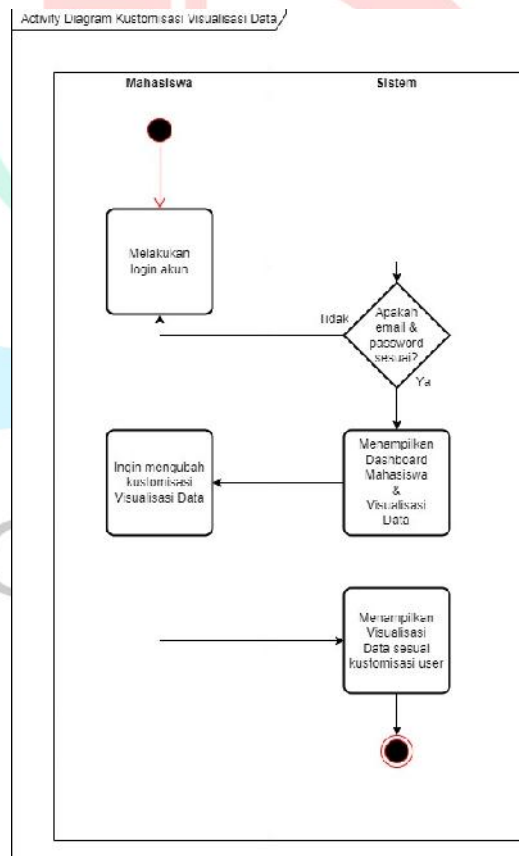 Activity Diagram Kustomisasi Visualisasi Data
Mahasiswa
Sistem
Melakukan
login akun
Apakah
email &
password
sesuai?
Tidak
Ya
Menampilkan
Dashboard
Mahasiswa
&
Visualisasi
Data
Ingin mengubah
kustomisasi
Visualisasi Data
Menampilkan
Visualisasi
Data sesuai
kustomisasi user